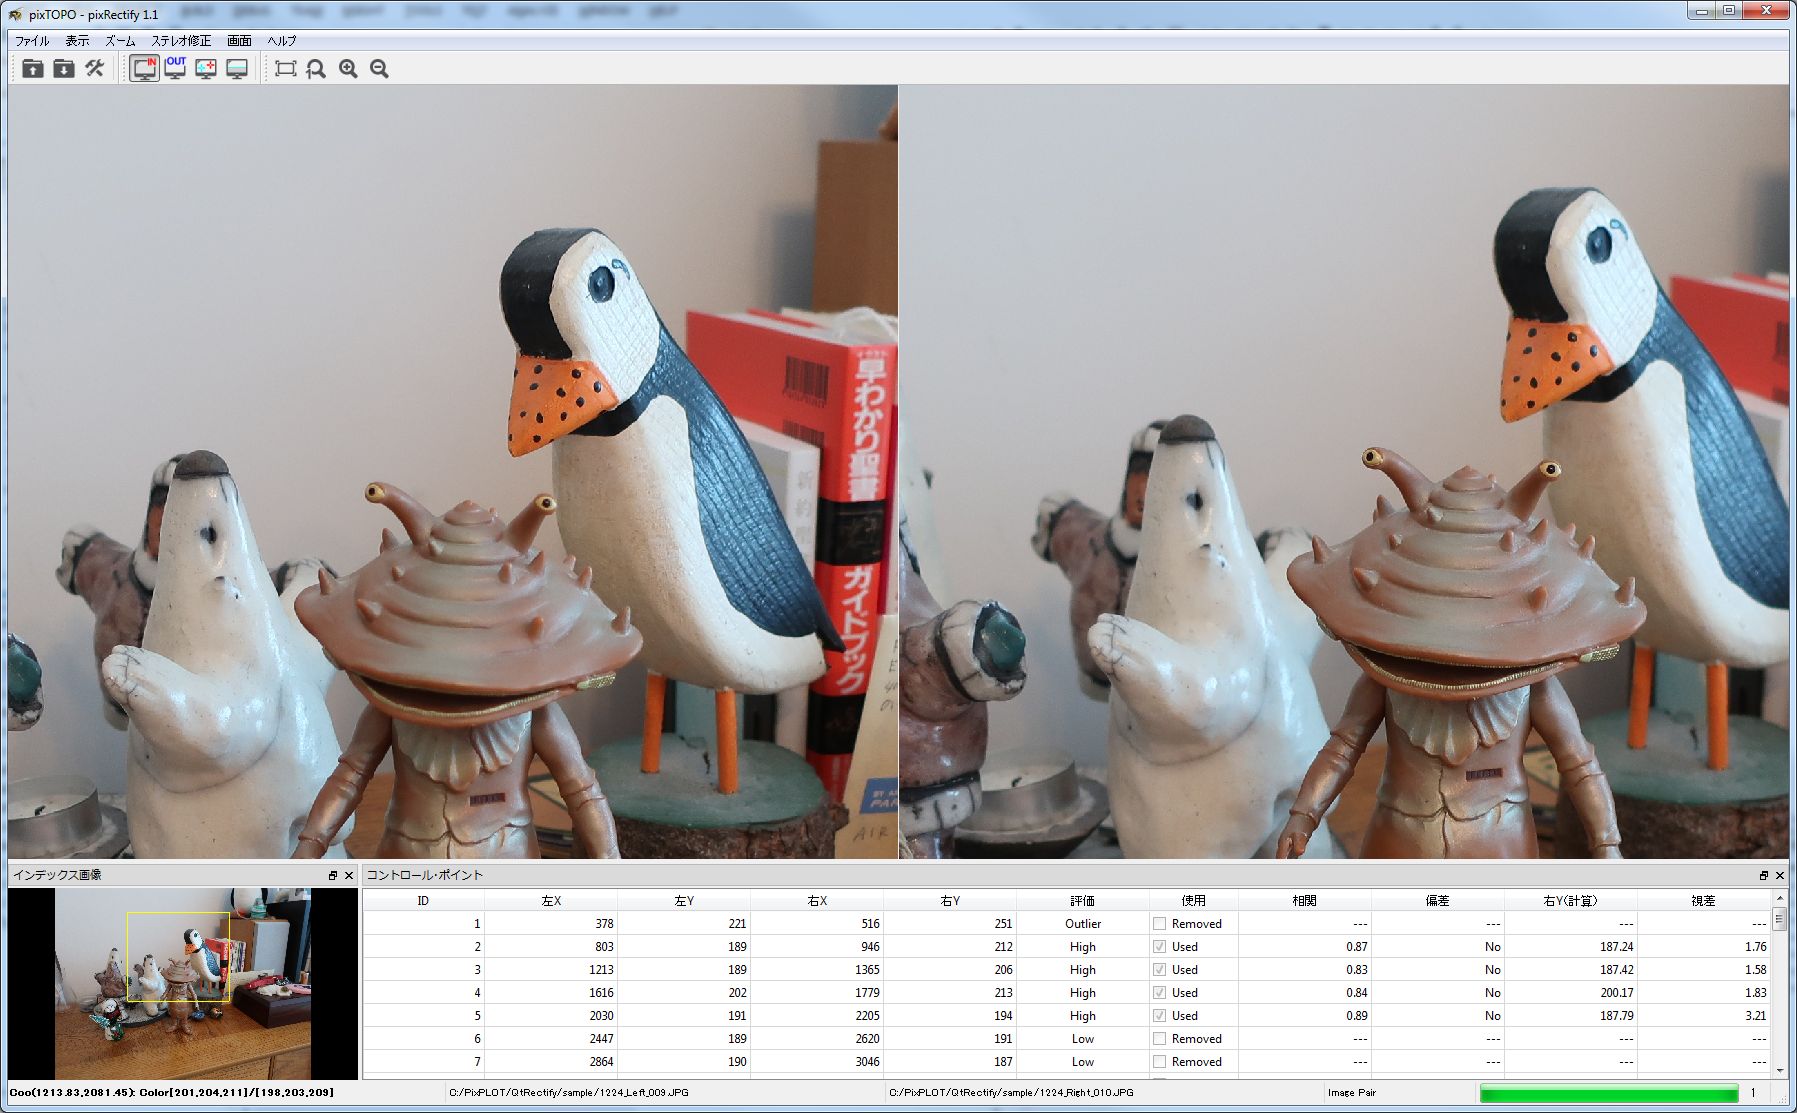 pixTOPO - pixRectify 1.1
ファイル 表示 ズーム ステレオ修正 画面 ヘルプ
IN OUT
早わかり聖書
ガイドブック
新約聖
AIR
インデックス画像
コントロール・ポイント
ID 左X 左Y 右X 右Y 評価 使用 相関 偏差 右Y(計算) 視差
1 378 221 516 251 Outlier Removed --- --- --- ---
2 803 189 946 212 High Used 0.87 No 187.24 1.76
3 1213 189 1365 206 High Used 0.83 No 187.42 1.58
4 1616 202 1779 213 High Used 0.84 No 200.17 1.83
5 2030 191 2205 194 High Used 0.89 No 187.79 3.21
6 2447 189 2620 191 Low Removed --- --- --- ---
7 2864 190 3046 187 Low Removed --- --- --- ---
Coo(1213.83,2081.45): Color[201,204,211]/[198,203,209] C:/PixPLOT/QtRectify/sample/1224_Left_009.JPG C:/PixPLOT/QtRectify/sample/1224_Right_010.JPG Image Pair 1